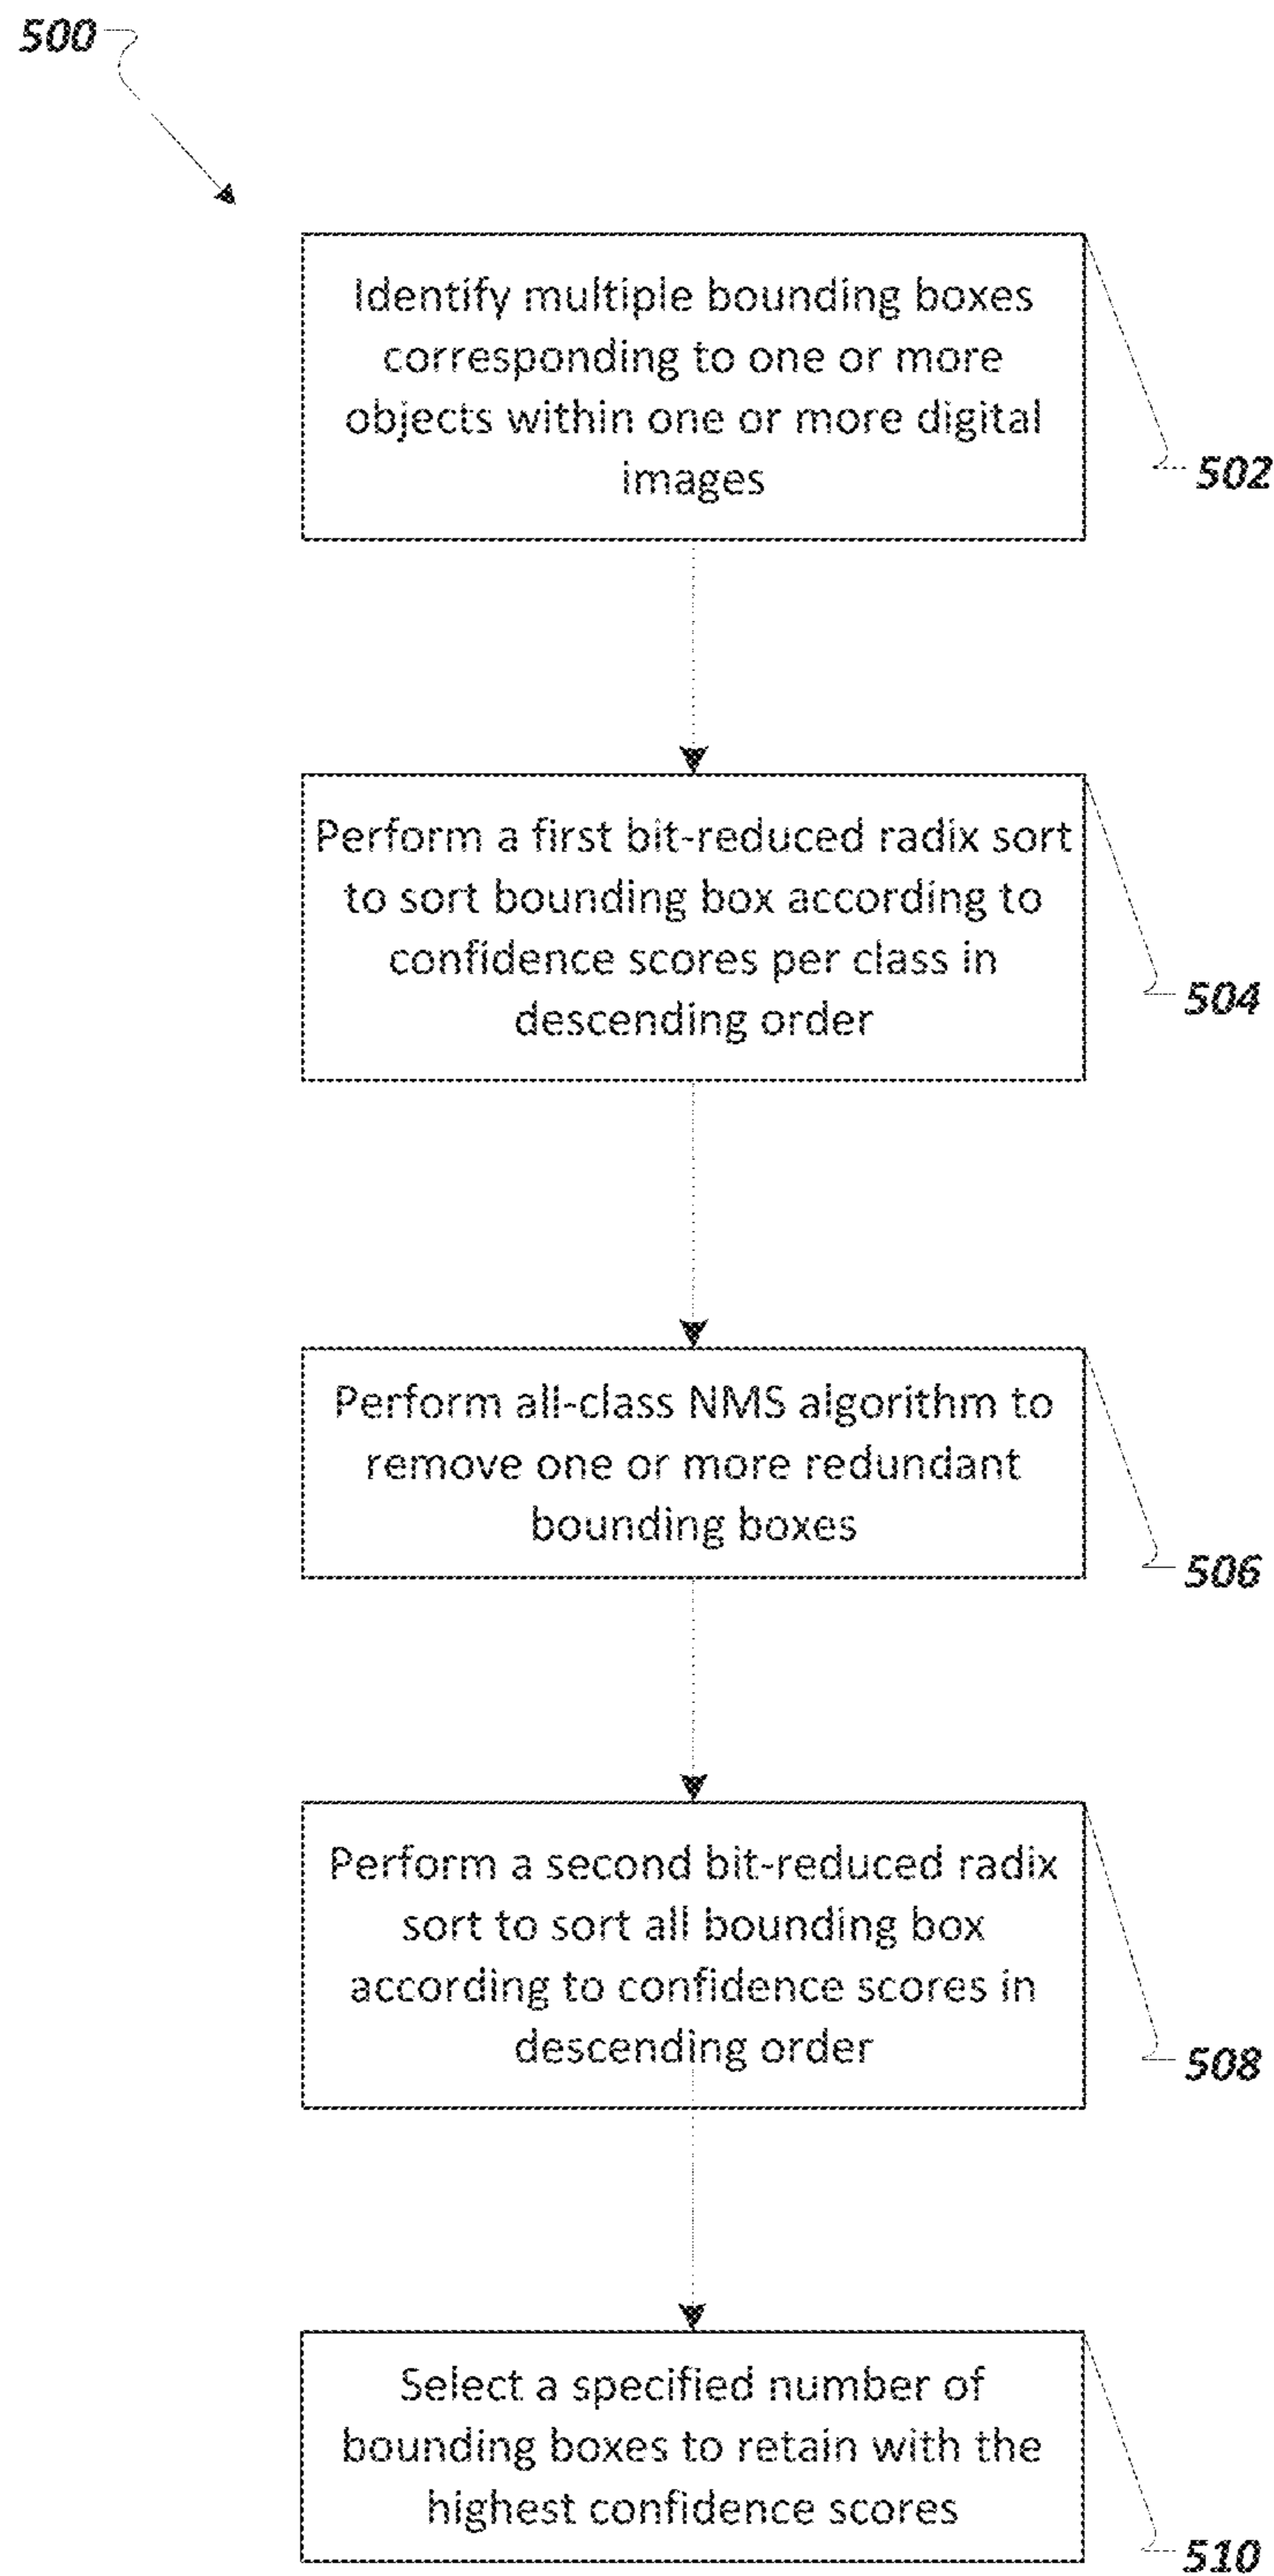 500
Identify multiple bounding boxes
corresponding to one or more
objects within one or more digital
images
502
Perform a first bit-reduced radix sort
to sort bounding box according to
confidence scores per class in
descending order
504
Perform all-class NMS algorithm to
remove one or more redundant
bounding boxes
506
Perform a second bit-reduced radix
sort to sort all bounding box
according to confidence scores in
descending order
508
Select a specified number of
bounding boxes to retain with the
highest confidence scores
510